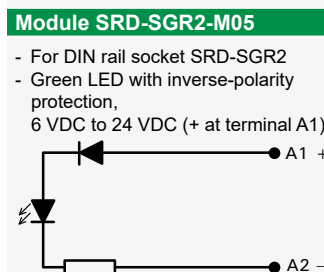 Module SRD-SGR2-M05
- For DIN rail socket SRD-SGR2
- Green LED with inverse-polarity
protection,
6 VDC to 24 VDC (+ at terminal A1)
A1 +
A2 –